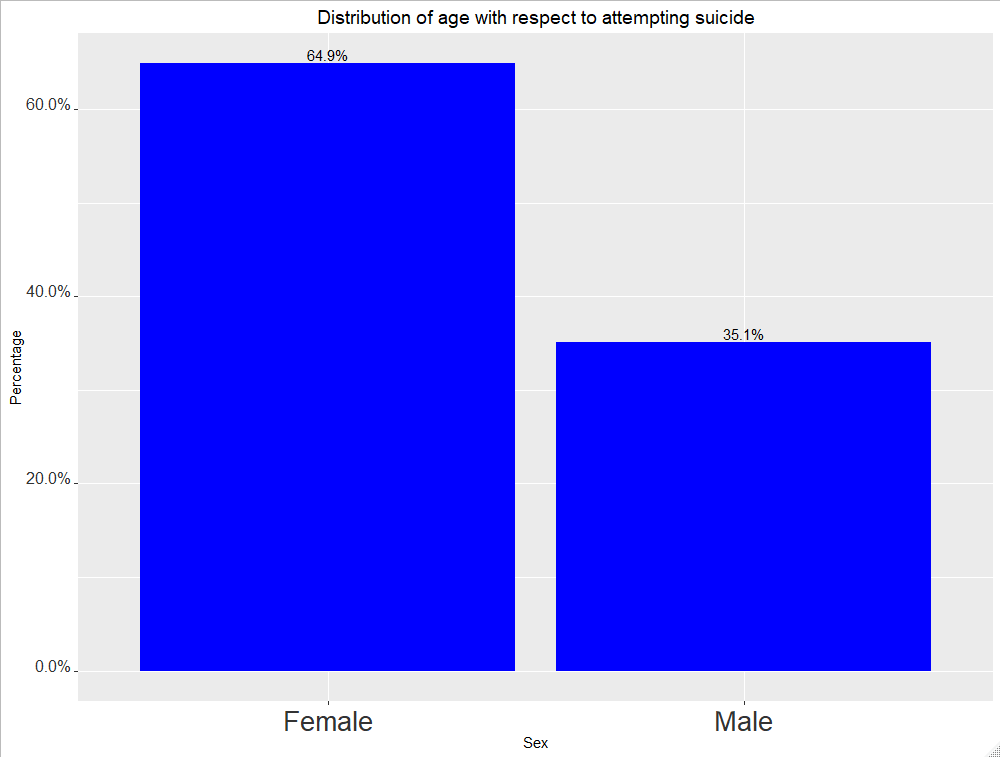 Distribution of age with respect to attempting suicide
64.9%
60.0%
40.0%
35.1%
Percentage
20.0%
0.0%
Female Male
Sex